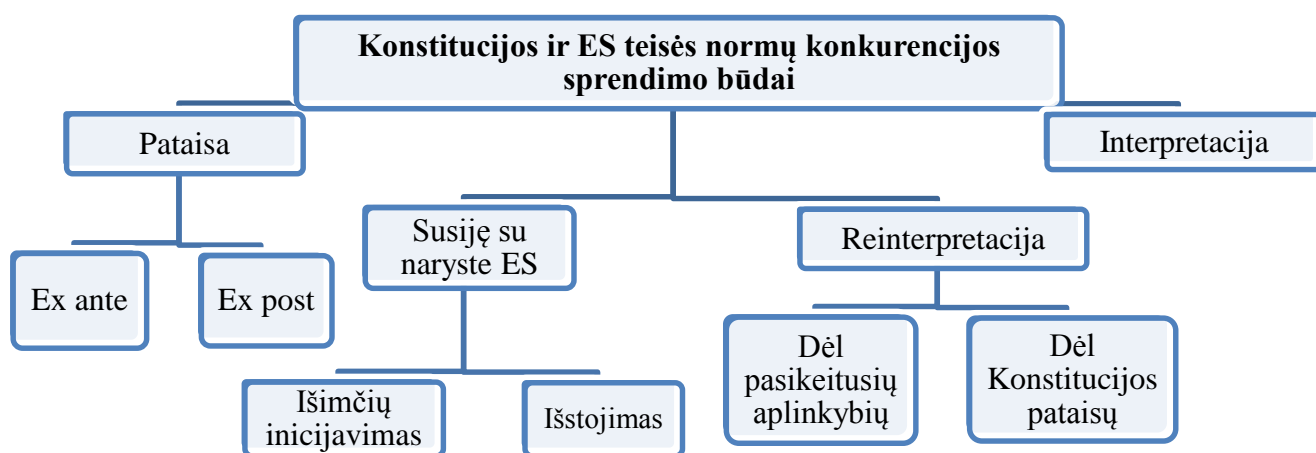 Konstitucijos ir ES teisės normų konkurencijos
sprendimo būdai
Pataisa
Interpretacija
Susiję su
naryste ES
Reinterpretacija
Ex ante
Ex post
Išimčių
inicijavimas
Išstojimas
Dėl
pasikeitusių
aplinkybių
Dėl
Konstitucijos
pataisų